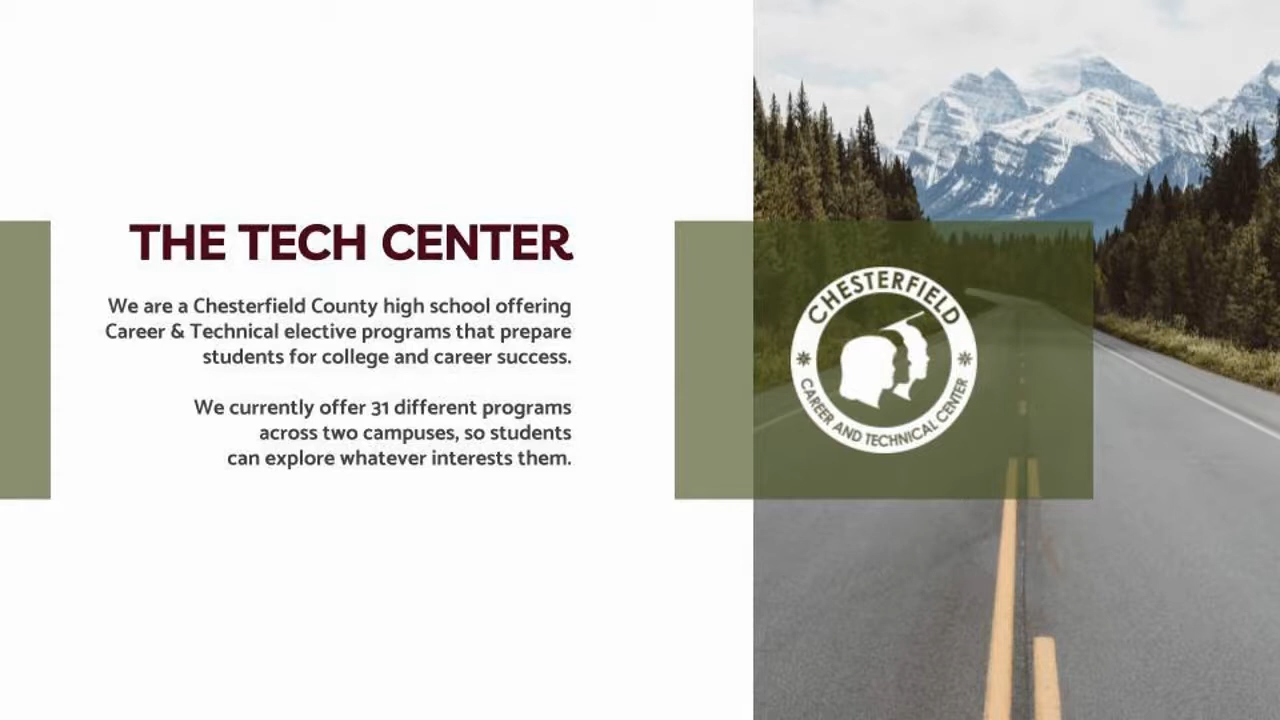 THE TECH CENTER
We are a Chesterfield County high school offering
Career & Technical elective programs that prepare
students for college and career success.
We currently offer 31 different programs
across two campuses, so students
can explore whatever interests them.
CHESTERFIELD
CAREER AND TECHNICAL CENTER